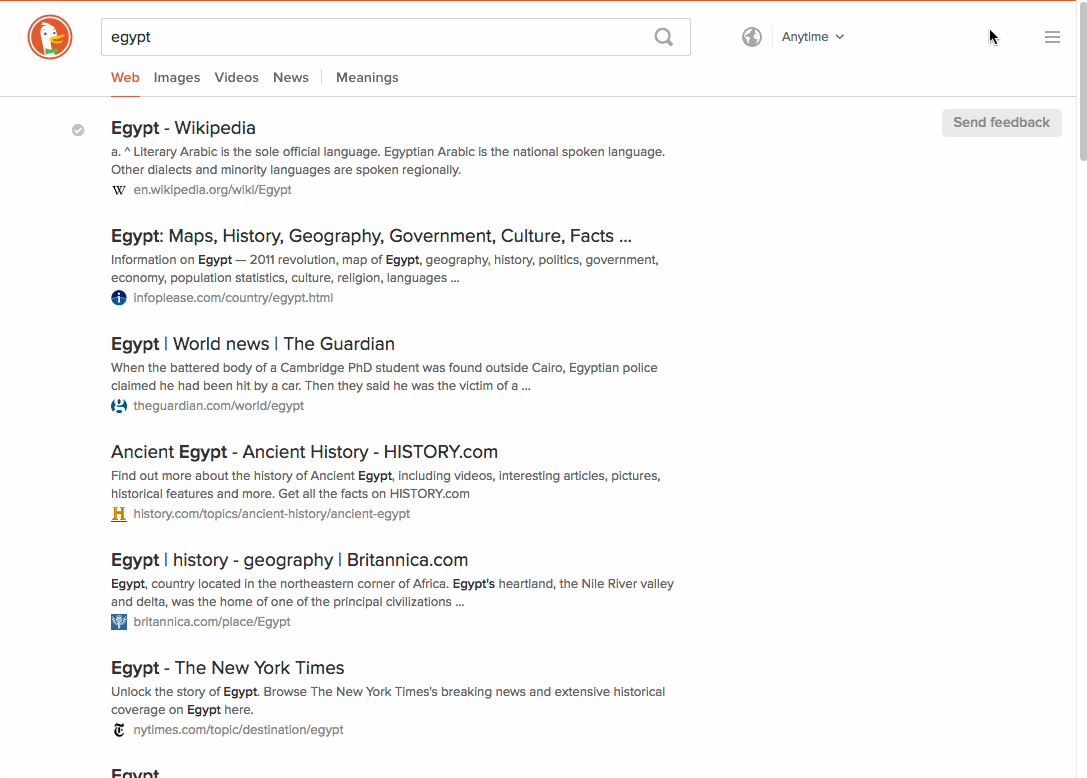 egypt
Anytime
Web Images Videos News Meanings
Send feedback
Egypt - Wikipedia
a. ^ Literary Arabic is the sole official language. Egyptian Arabic is the national spoken language.
Other dialects and minority languages are spoken regionally.
W en.wikipedia.org/wiki/Egypt
Egypt: Maps, History, Geography, Government, Culture, Facts ...
Information on Egypt — 2011 revolution, map of Egypt, geography, history, politics, government,
economy, population statistics, culture, religion, languages ...
infoplease.com/country/egypt.html
Egypt | World news | The Guardian
When the battered body of a Cambridge PhD student was found outside Cairo, Egyptian police
claimed he had been hit by a car. Then they said he was the victim of a ...
theguardian.com/world/egypt
Ancient Egypt - Ancient History - HISTORY.com
Find out more about the history of Ancient Egypt, including videos, interesting articles, pictures,
historical features and more. Get all the facts on HISTORY.com
H history.com/topics/ancient-history/ancient-egypt
Egypt | history - geography | Britannica.com
Egypt, country located in the northeastern corner of Africa. Egypt's heartland, the Nile River valley
and delta, was the home of one of the principal civilizations ...
britannica.com/place/Egypt
Egypt - The New York Times
Unlock the story of Egypt. Browse The New York Times's breaking news and extensive historical
coverage on Egypt here.
T nytimes.com/topic/destination/egypt
Egypt